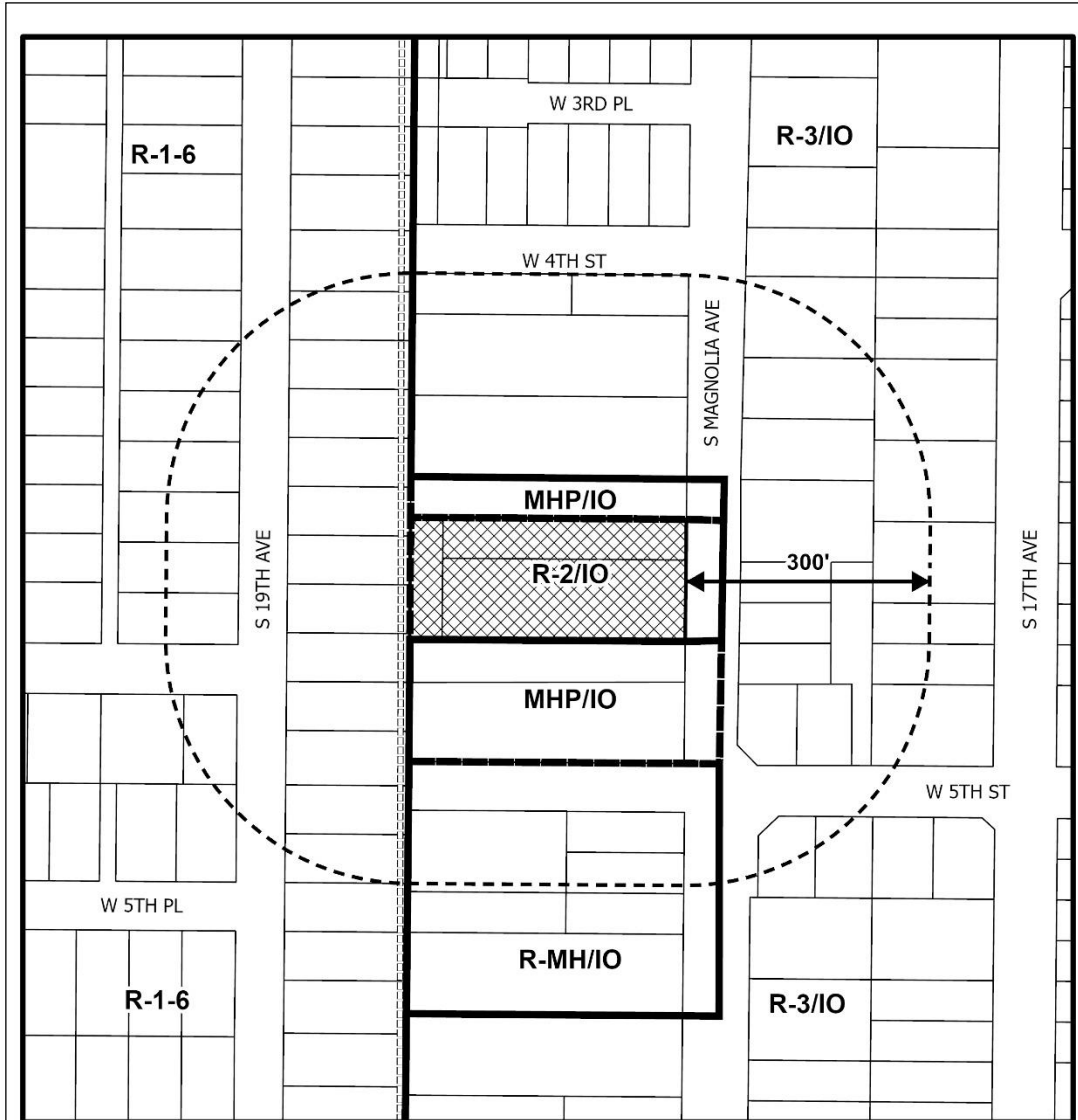 W 3RD PL
R-3/IO
R-1-6
W 4TH ST
S MAGNOLIA AVE
MHP/IO
S 19TH AVE
R-2/IO
300'
S 17TH AVE
MHP/IO
W 5TH ST
W 5TH PL
R-MH/IO
R-1-6
R-3/IO